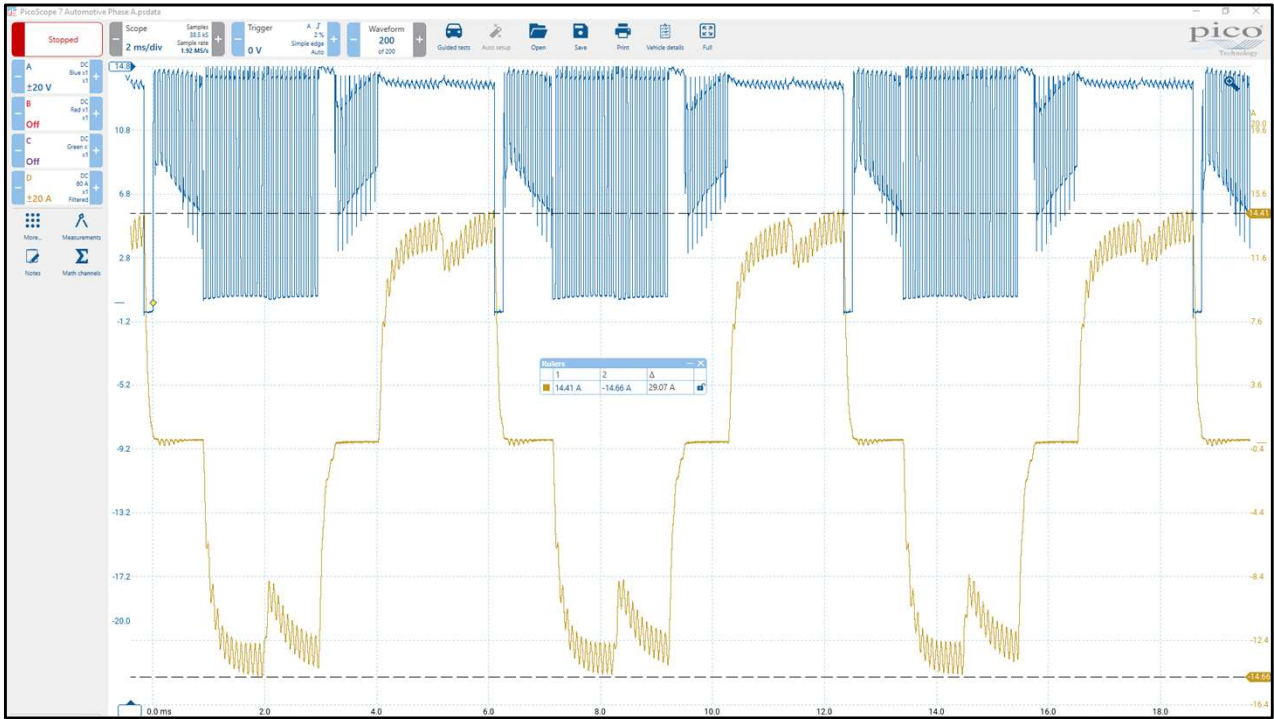 PicoScope 7 Automotive Phase A.psdata
Stopped
Scope
2 ms/div
Samples
38.5 kS
Sample rate
1.92 MS/s
Trigger
0 V
A
2 %
Simple edge
Auto
Waveform
200
of 200
Guided tests
Auto setup
Open
Save
Print
Vehicle details
Full
pico
Technology
A
DC
Blue x1
x1
±20 V
B
DC
Red x1
x1
Off
C
DC
Green x
x1
Off
D
DC
60 A
x1
Filtered
±20 A
More...
Measurements
Notes
Math channels
14.8
V
10.8
6.8
2.8
-1.2
-5.2
-9.2
-13.2
-17.2
-20.0
A
20.0
19.6
15.6
14.41
11.6
7.6
3.6
-0.4
-4.4
-8.4
-12.4
-14.66
-16.4
Rulers
1 2 Δ
14.41 A -14.66 A 29.07 A
0.0 ms 2.0 4.0 6.0 8.0 10.0 12.0 14.0 16.0 18.0